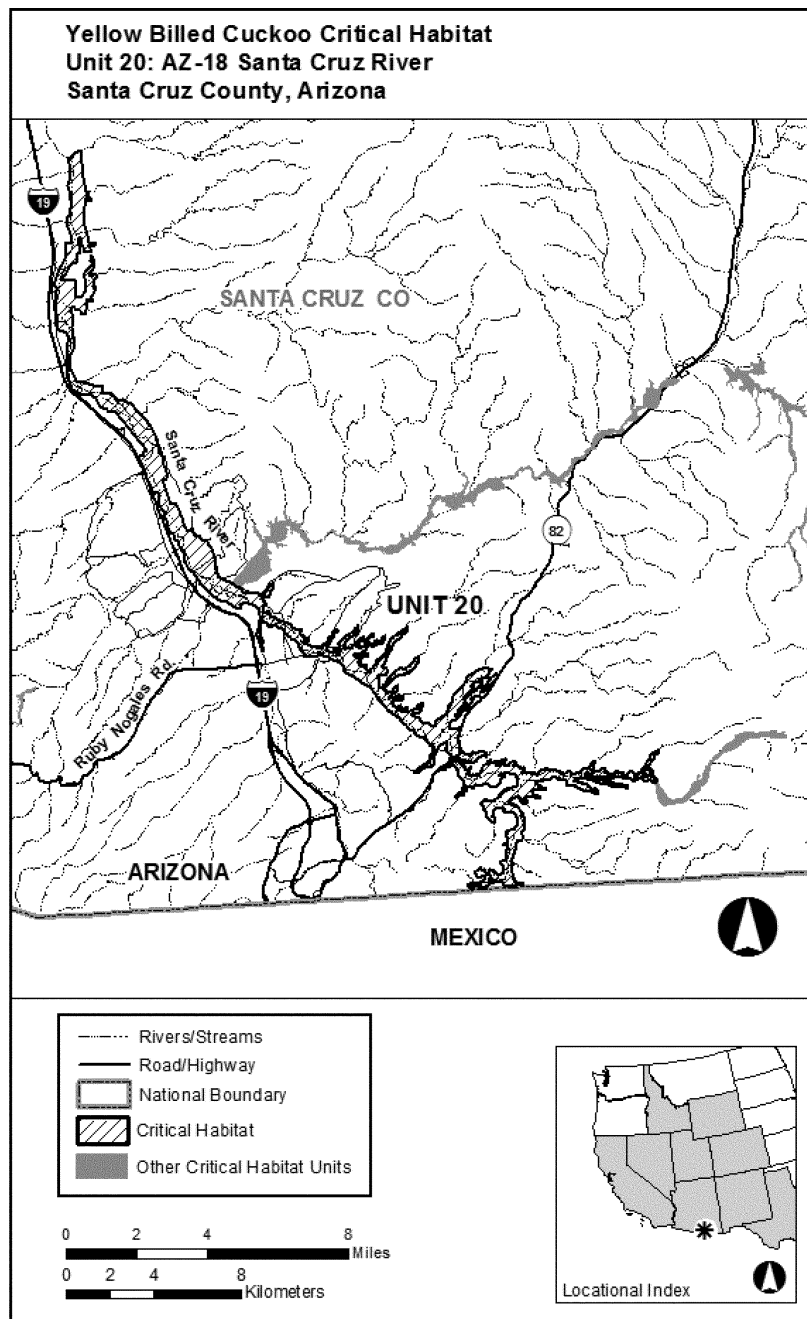 Yellow Billed Cuckoo Critical Habitat
Unit 20: AZ-18 Santa Cruz River
Santa Cruz County, Arizona
19
SANTA CRUZ CO
Santa Cruz River
82
UNIT 20
Ruby Nogales Rd.
19
ARIZONA
MEXICO
Rivers/Streams
Road/Highway
National Boundary
Critical Habitat
Other Critical Habitat Units
0 2 4 8
Miles
0 2 4 8
Kilometers
Locational Index